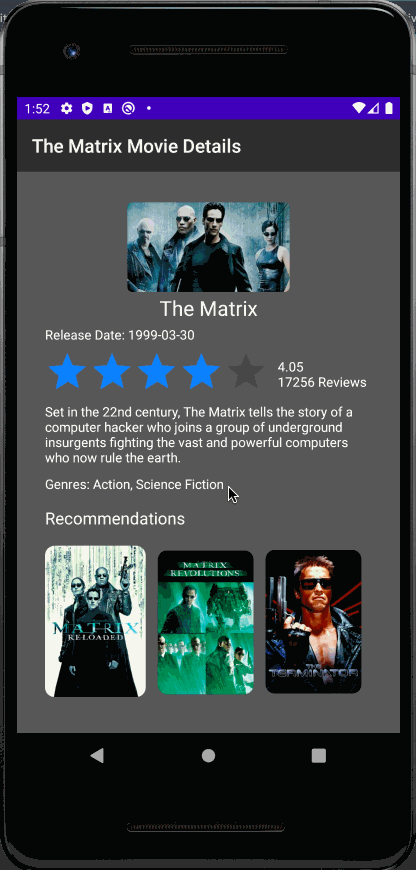 1:52
The Matrix Movie Details
The Matrix
Release Date: 1999-03-30
4.05
17256 Reviews
Set in the 22nd century, The Matrix tells the story of a
computer hacker who joins a group of underground
insurgents fighting the vast and powerful computers
who now rule the earth.
Genres: Action, Science Fiction
Recommendations
MATRIX
RELOADED
MATRIX
REVOLUTIONS
THE
TERMINATOR